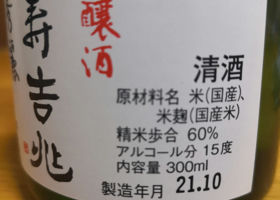 醸酒
寿吉兆
清酒
原材料名 米(国産)、
米麹(国産米)
精米歩合 60%
アルコール分 15度
内容量 300ml
製造年月 21.10